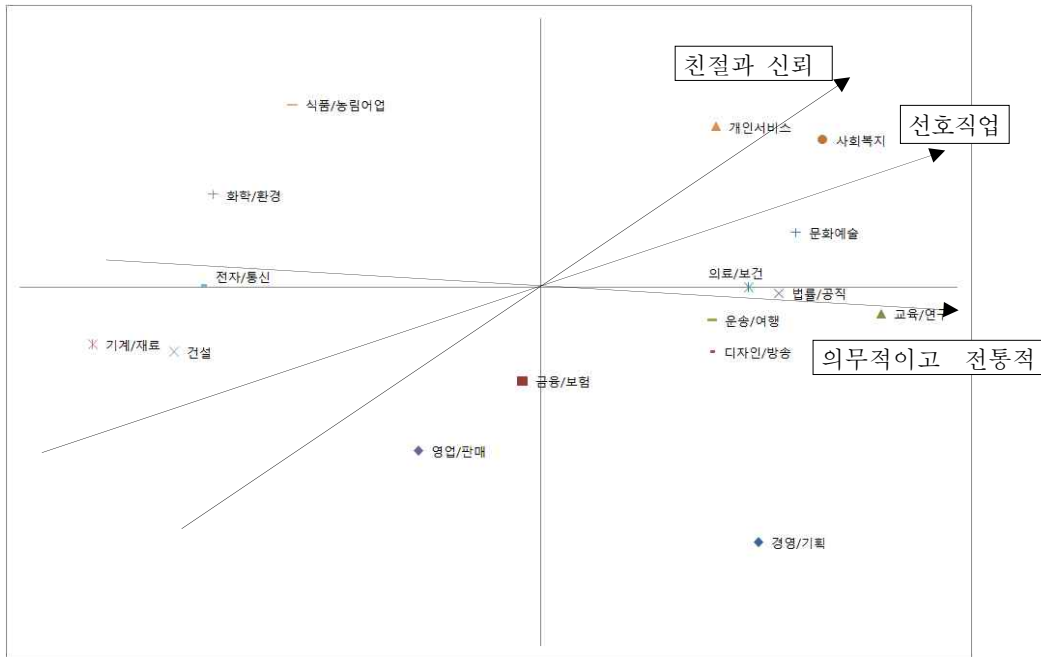 친절과 신뢰
식품/농림어업
개인서비스
선호직업
사회복지
화학/환경
문화예술
전자/통신
의료/보건
법률/공직
교육/연구
운송/여행
기계/재료
건설
디자인/방송
의무적이고 전통적
금융/보험
영업/판매
경영/기획